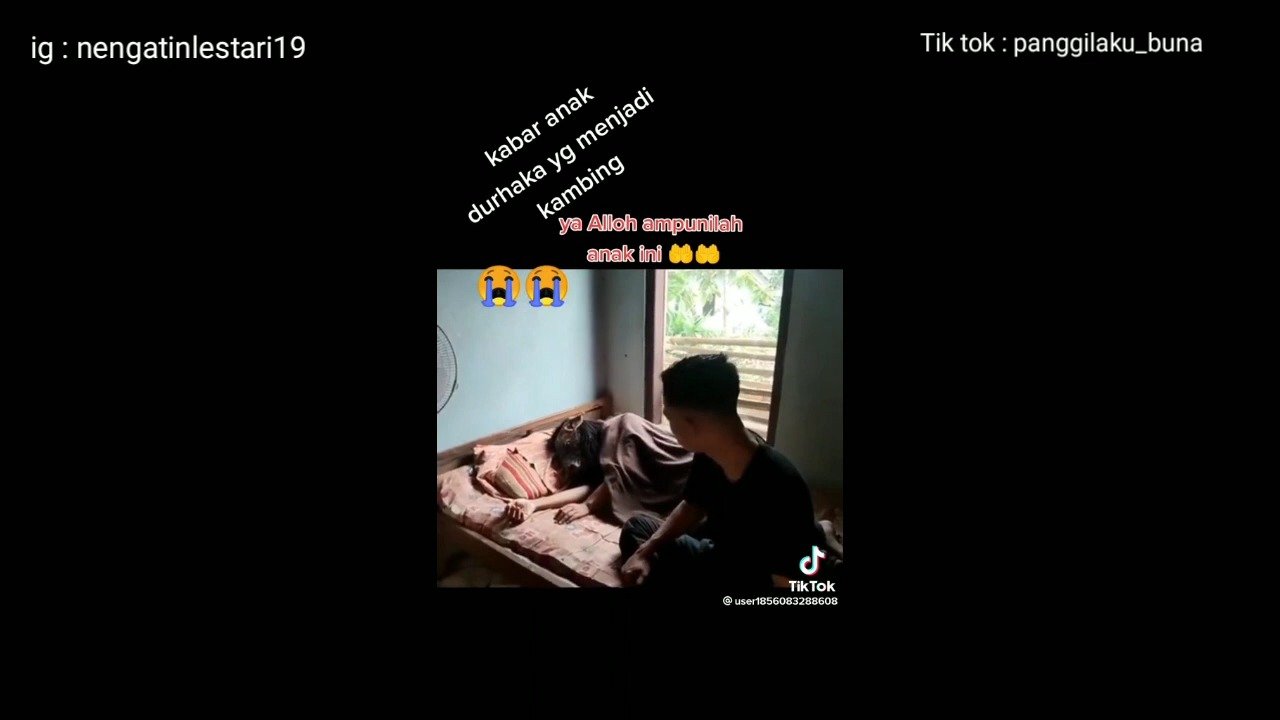 ig : nengatinlestari19
Tik tok : panggilaku_buna
kabar anak
durhaka yg menjadi
kambing
ya Alloh ampunilah
anak ini 🤲🤲
😭😭
TikTok
@ user1856083288608